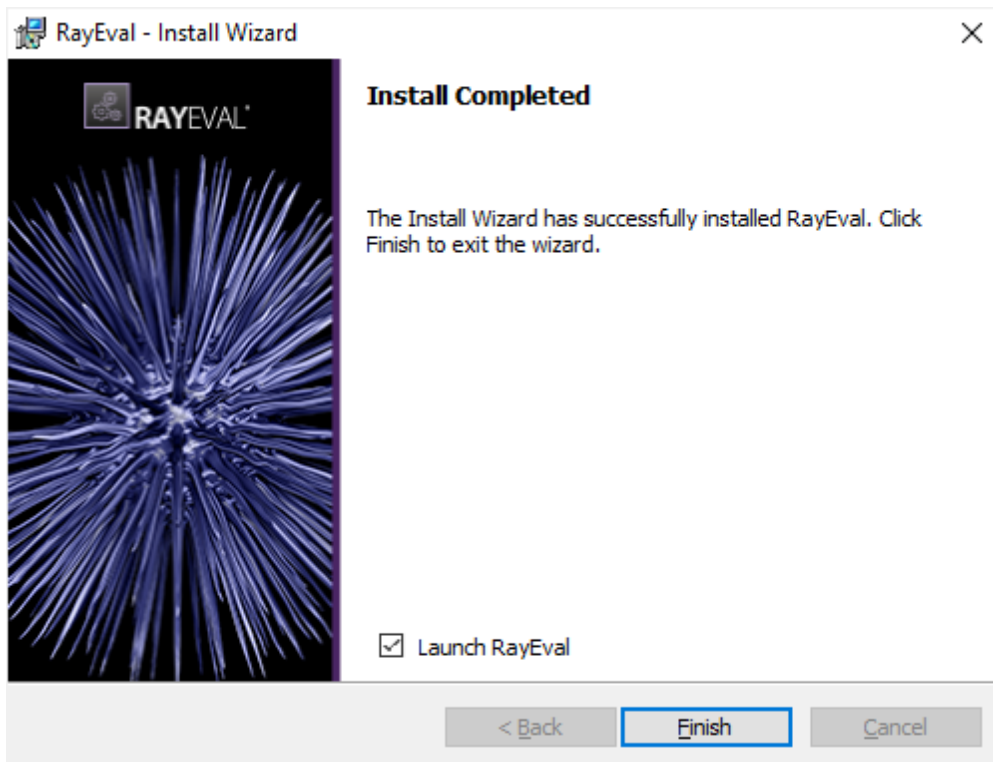 RayEval - Install Wizard
RAYEVAL®
Install Completed
The Install Wizard has successfully installed RayEval. Click
Finish to exit the wizard.
Launch RayEval
< Back
Finish
Cancel